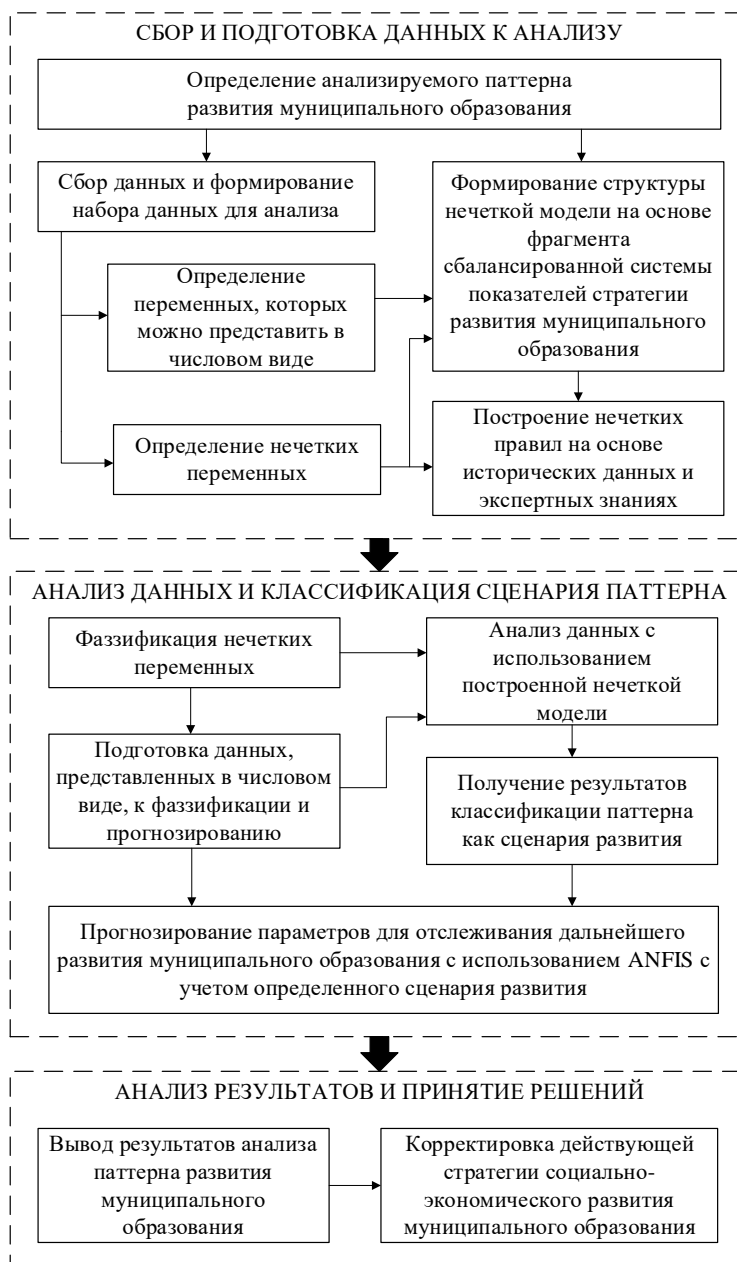 СБОР И ПОДГОТОВКА ДАННЫХ К АНАЛИЗУ
Определение анализируемого паттерна
развития муниципального образования
Сбор данных и формирование
набора данных для анализа
Формирование структуры
нечеткой модели на основе
фрагмента
сбалансированной системы
показателей стратегии
развития муниципального
образования
Определение
переменных, которых
можно представить в
числовом виде
Определение нечетких
переменных
Построение нечетких
правил на основе
исторических данных и
экспертных знаниях
АНАЛИЗ ДАННЫХ И КЛАССИФИКАЦИЯ СЦЕНАРИЯ ПАТТЕРНА
Фаззификация нечетких
переменных
Анализ данных с
использованием
построенной нечеткой
модели
Подготовка данных,
представленных в числовом
виде, к фаззификации и
прогнозированию
Получение результатов
классификации паттерна
как сценария развития
Прогнозирование параметров для отслеживания дальнейшего
развития муниципального образования с использованием ANFIS с
учетом определенного сценария развития
АНАЛИЗ РЕЗУЛЬТАТОВ И ПРИНЯТИЕ РЕШЕНИЙ
Вывод результатов анализа
паттерна развития
муниципального
образования
Корректировка действующей
стратегии социально-
экономического развития
муниципального образования